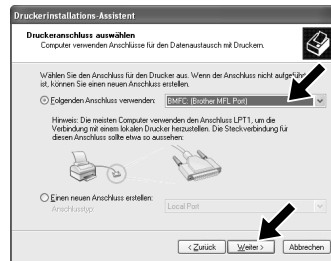 Druckerinstallations-Assistent
Druckeranschluss auswählen
Computer verwenden Anschlüsse für den Datenaustausch mit Druckern.
Wählen Sie den Anschluss für den Drucker aus. Wenn der Anschluss nicht aufgeführt
ist, können Sie einen neuen Anschluss erstellen.
Folgenden Anschluss verwenden: BMFC: (Brother MFL Port)
Hinweis: Die meisten Computer verwenden den Anschluss LPT1, um die
Verbindung mit einem lokalen Drucker herzustellen. Die Steckverbindung für
diesen Anschluss sollte etwa so aussehen:
Einen neuen Anschluss erstellen:
Anschlusstyp: Local Port
< Zurück Weiter > Abbrechen